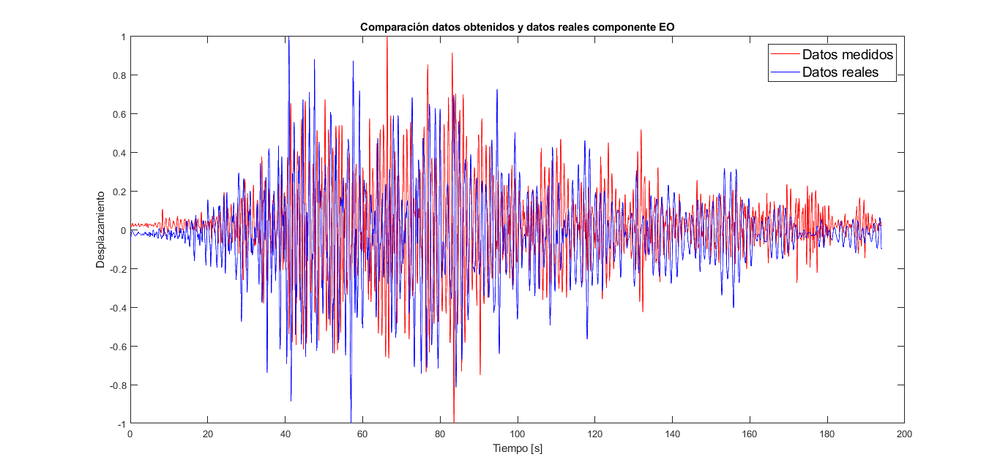 Comparación datos obtenidos y datos reales componente EO
Datos medidos
Datos reales
Desplazamiento
1
0.8
0.6
0.4
0.2
0
-0.2
-0.4
-0.6
-0.8
-1
0 20 40 60 80 100 120 140 160 180 200
Tiempo [s]